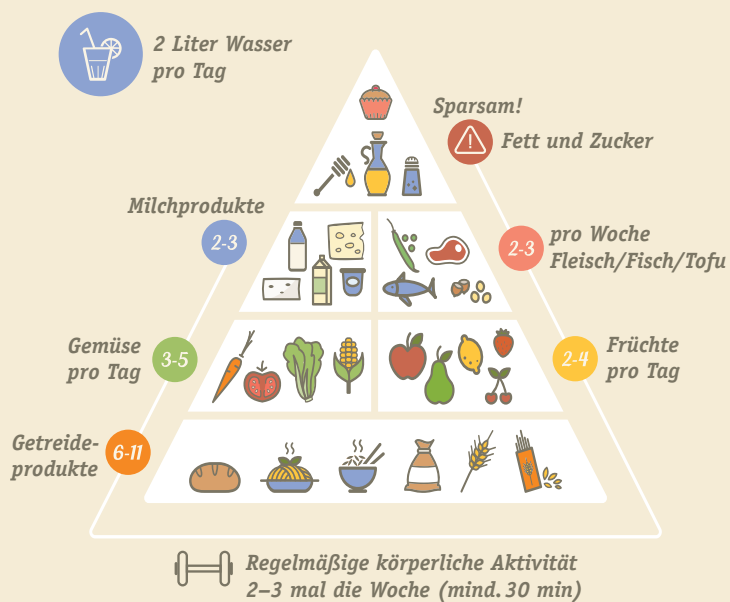 2 Liter Wasser
pro Tag
Sparsam!
Fett und Zucker
Milchprodukte
2-3
2-3
pro Woche
Fleisch/Fisch/Tofu
Gemüse
pro Tag
3-5
2-4
Früchte
pro Tag
Getreide-
produkte
6-11
Regelmäßige körperliche Aktivität
2–3 mal die Woche (mind. 30 min)